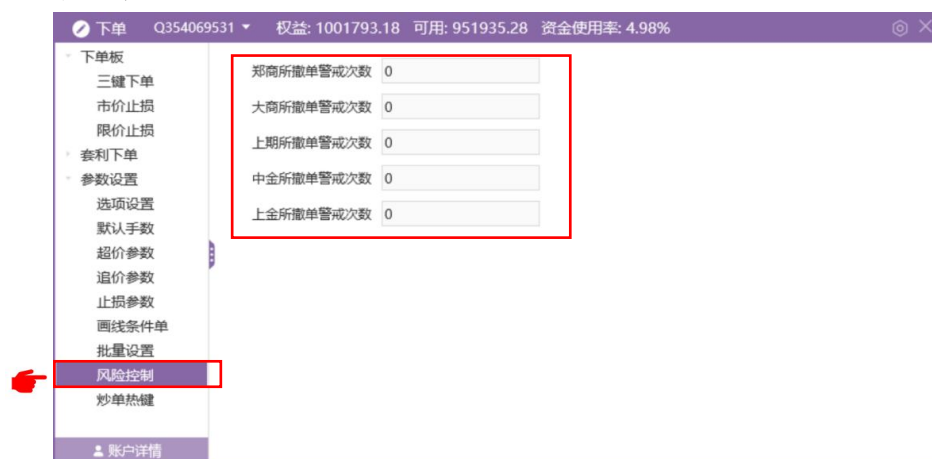 下单 Q354069531 权益: 1001793.18 可用: 951935.28 资金使用率: 4.98%
下单板
三键下单
市价止损
限价止损
套利下单
参数设置
选项设置
默认手数
超价参数
追价参数
止损参数
画线条件单
批量设置
风险控制
炒单热键
账户详情
郑商所撤单警戒次数 0
大商所撤单警戒次数 0
上期所撤单警戒次数 0
中金所撤单警戒次数 0
上金所撤单警戒次数 0